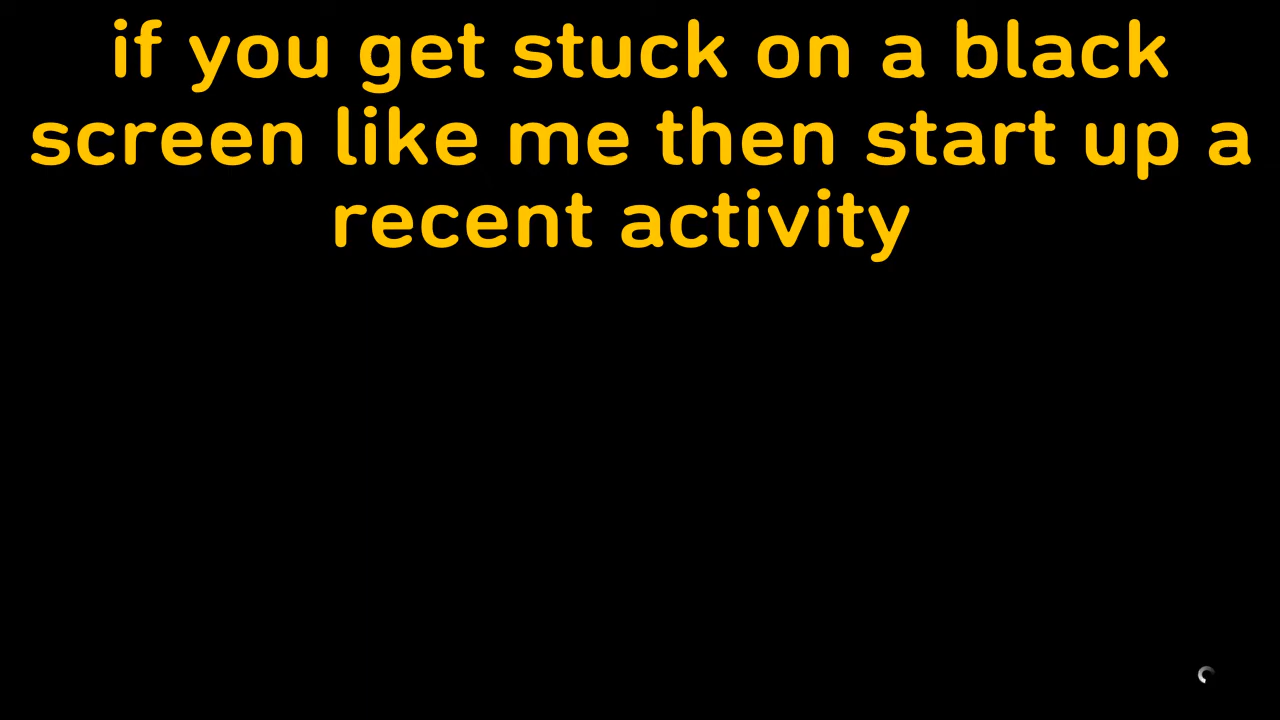 if you get stuck on a black
screen like me then start up a
recent activity